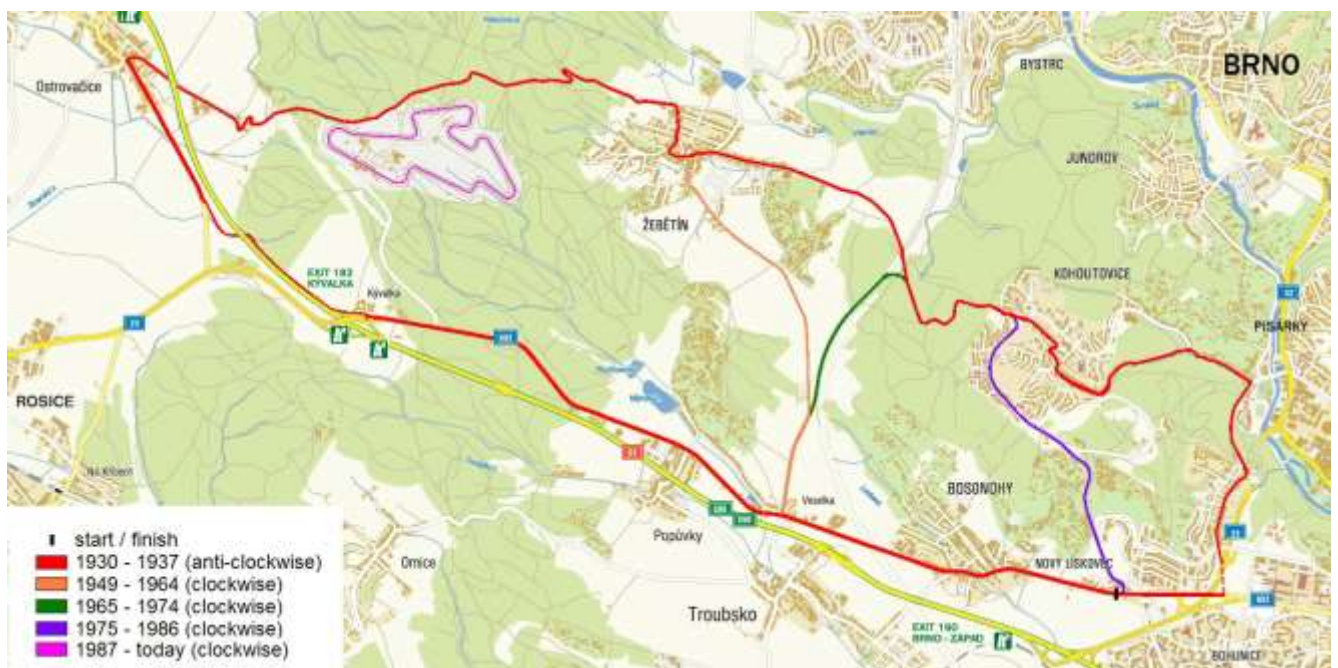 BRNO
BYSTRC
Ostrovačice
JUNDROV
ŽEBĚTÍN
KOHOUTOVICE
EXIT 182
KÝVALKA
Kývalka
PISÁRKY
ROSICE
BOSONOHY
Veselka
Popůvky
NOVÝ LÍSKOVEC
Omice
Troubsko
EXIT 190
BRNO - ZÁPAD
BOHUNICE
start / finish
1930 - 1937 (anti-clockwise)
1949 - 1964 (clockwise)
1965 - 1974 (clockwise)
1975 - 1986 (clockwise)
1987 - today (clockwise)